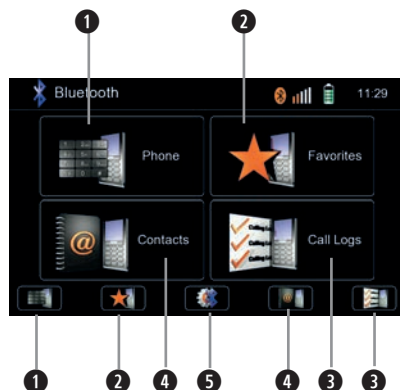 1 2
Bluetooth 11:29
Phone Favorites
@ Contacts Call Logs
1 2 4 5 4 3 3